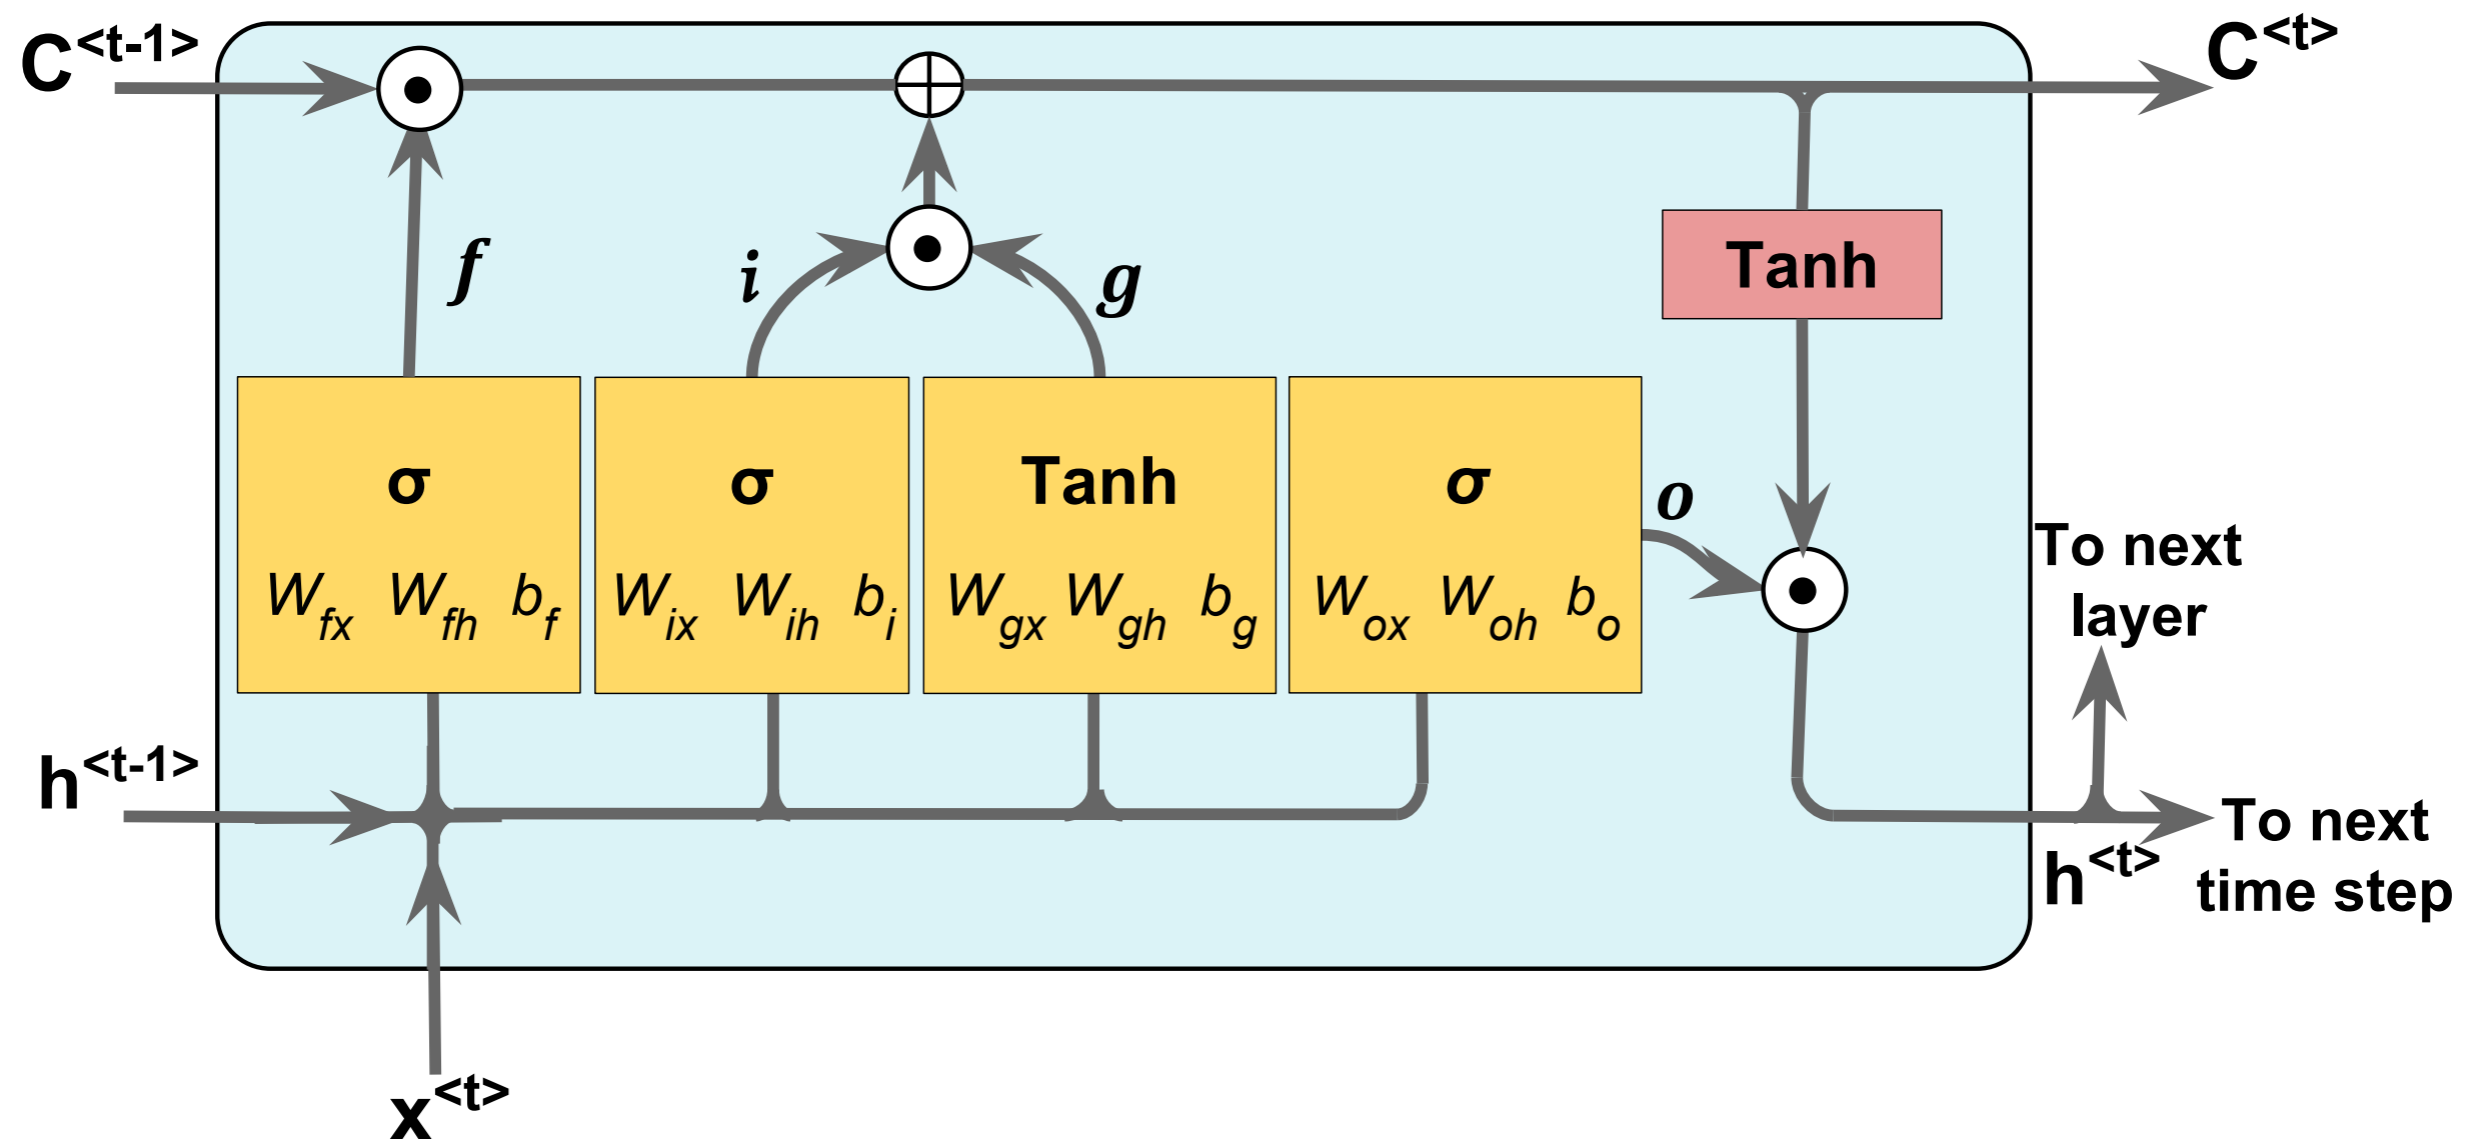 C<t-1>
C<t>
f
i
g
Tanh
σ
σ
Tanh
σ
o
W_fx W_fh b_f
W_ix W_ih b_i
W_gx W_gh b_g
W_ox W_oh b_o
To next
layer
h<t-1>
h<t>
To next
time step
x<t>